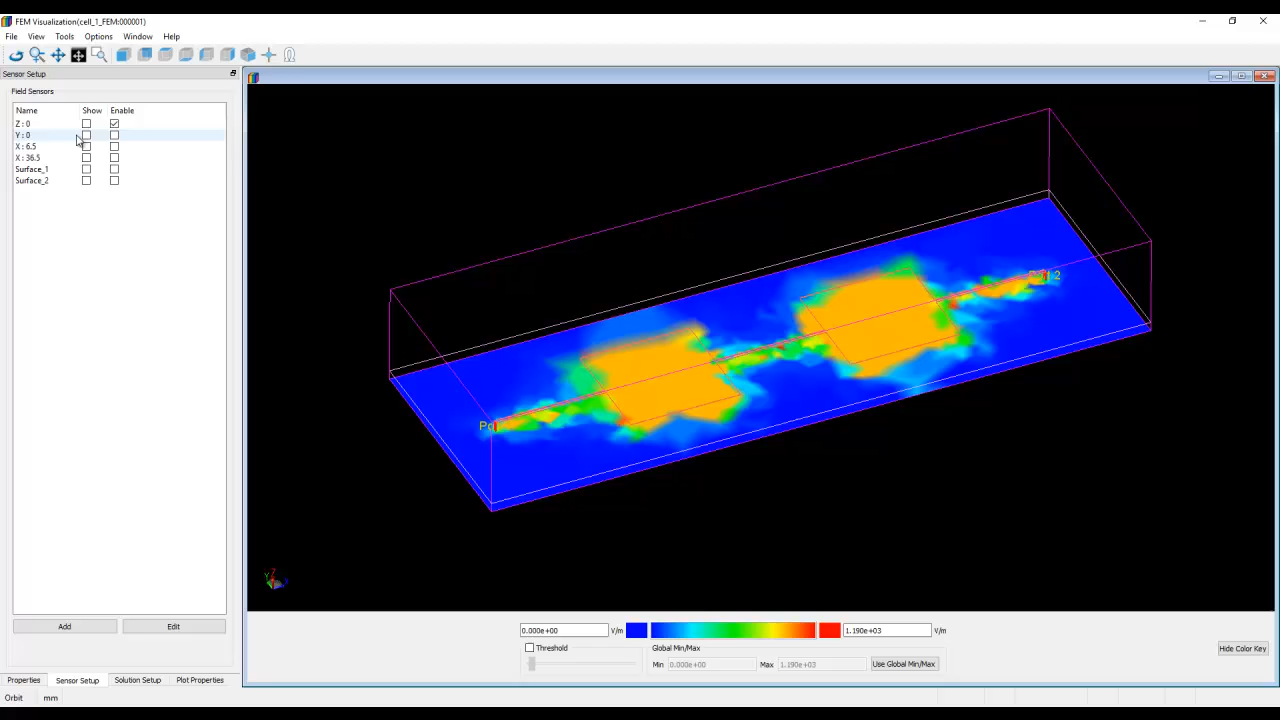 FEM Visualization(cell_1_FEM:000001)
File View Tools Options Window Help
Sensor Setup
Field Sensors
Name Show Enable
Z : 0
Y : 0
X : 6.5
X : 36.5
Surface_1
Surface_2
2
Add Edit
0.000e+00 V/m 1.190e+03 V/m
Threshold Global Min/Max
Min 0.000e+00 Max 1.190e+03 Use Global Min/Max
Hide Color Key
Properties Sensor Setup Solution Setup Plot Properties
Orbit mm